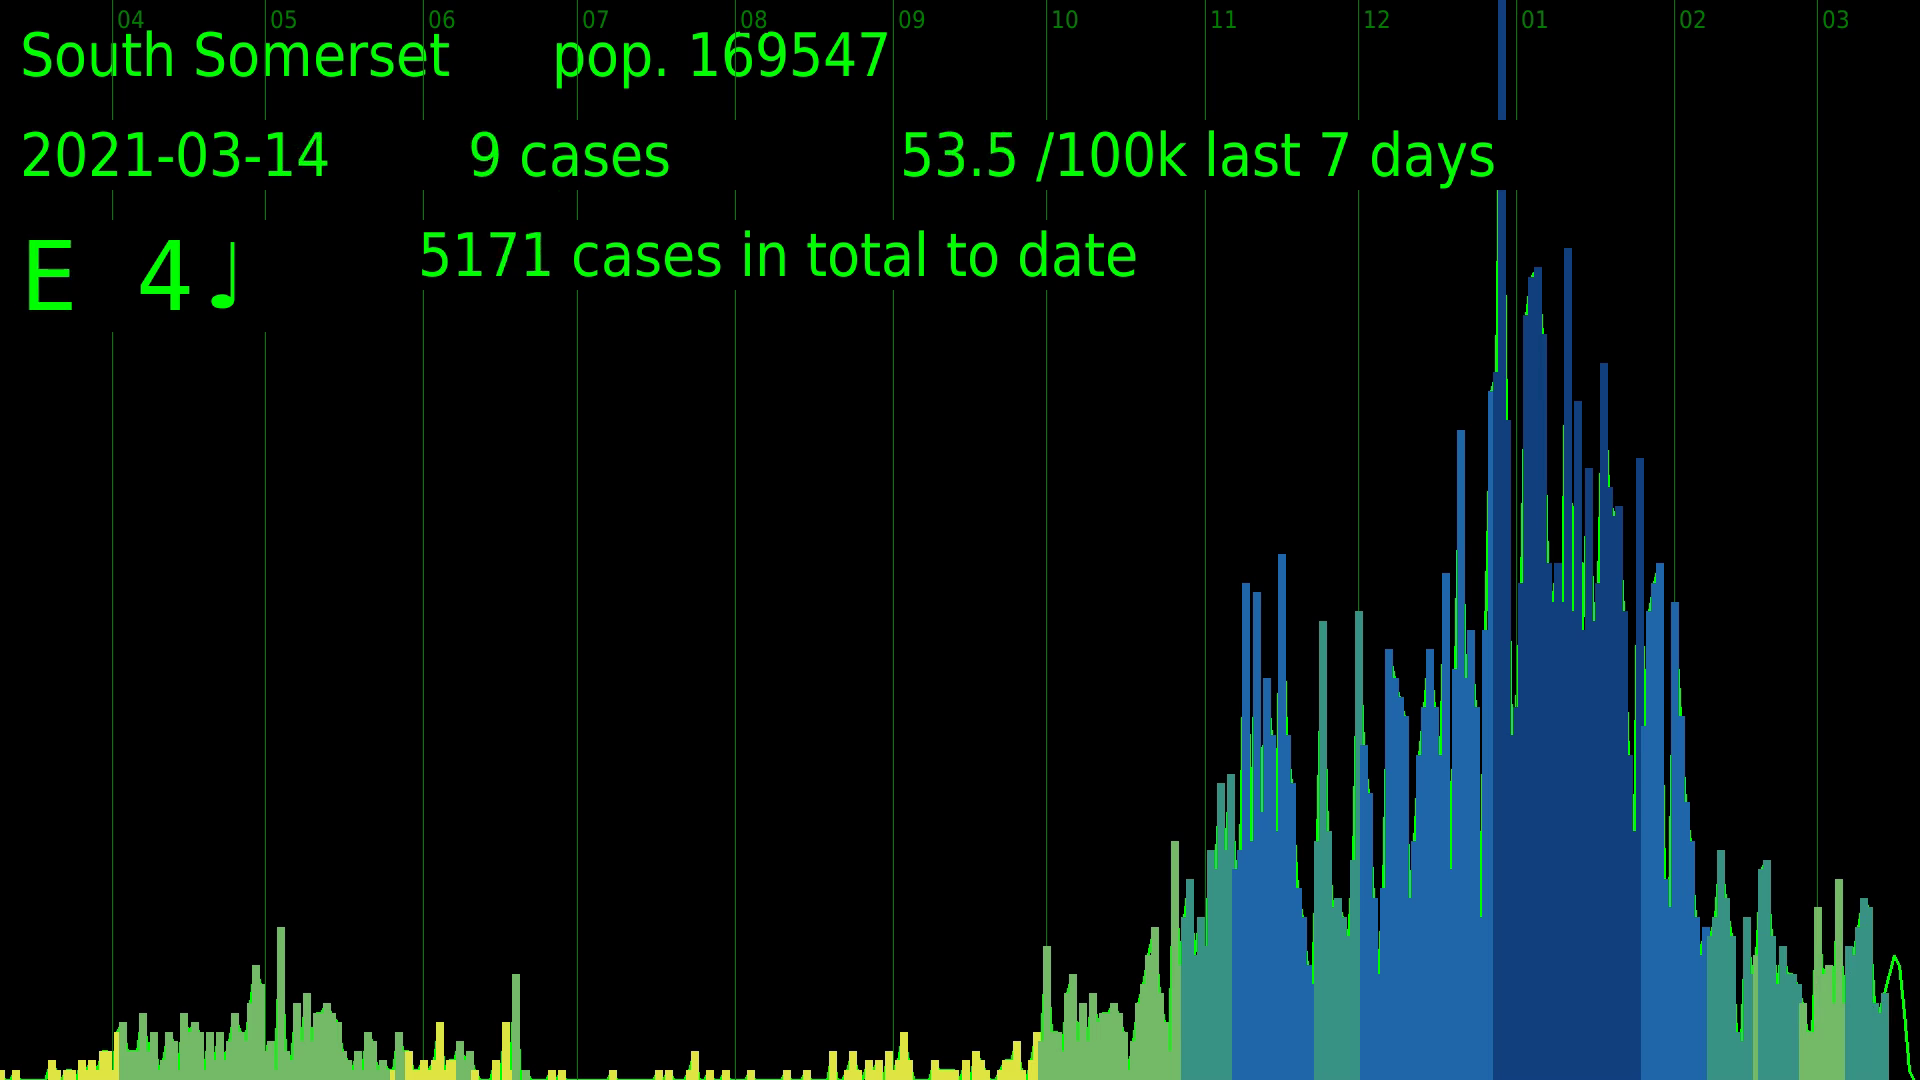 04 05 06 07 08 09 10 11 12 01 02 03
South Somerset pop. 169547
2021-03-14 9 cases 53.5 /100k last 7 days
E 4♩ 5171 cases in total to date